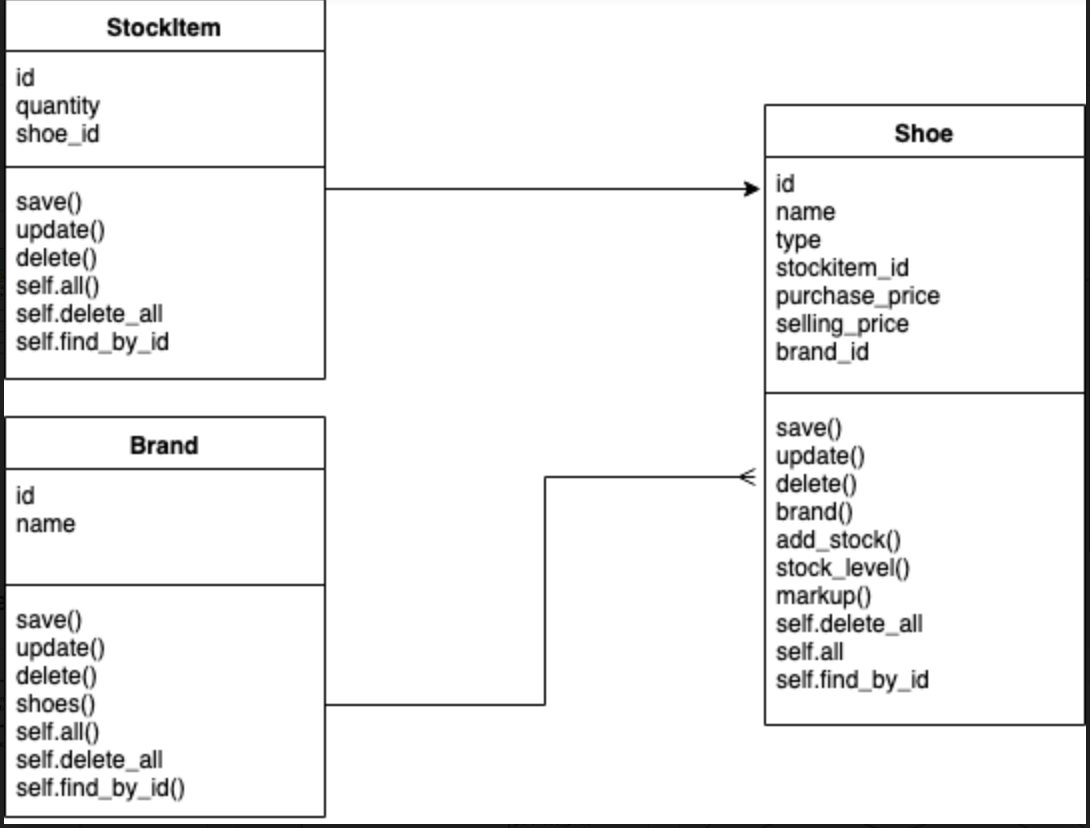 StockItem
id
quantity
shoe_id
save()
update()
delete()
self.all()
self.delete_all
self.find_by_id
Brand
id
name
save()
update()
delete()
shoes()
self.all()
self.delete_all
self.find_by_id()
Shoe
id
name
type
stockitem_id
purchase_price
selling_price
brand_id
save()
update()
delete()
brand()
add_stock()
stock_level()
markup()
self.delete_all
self.all
self.find_by_id